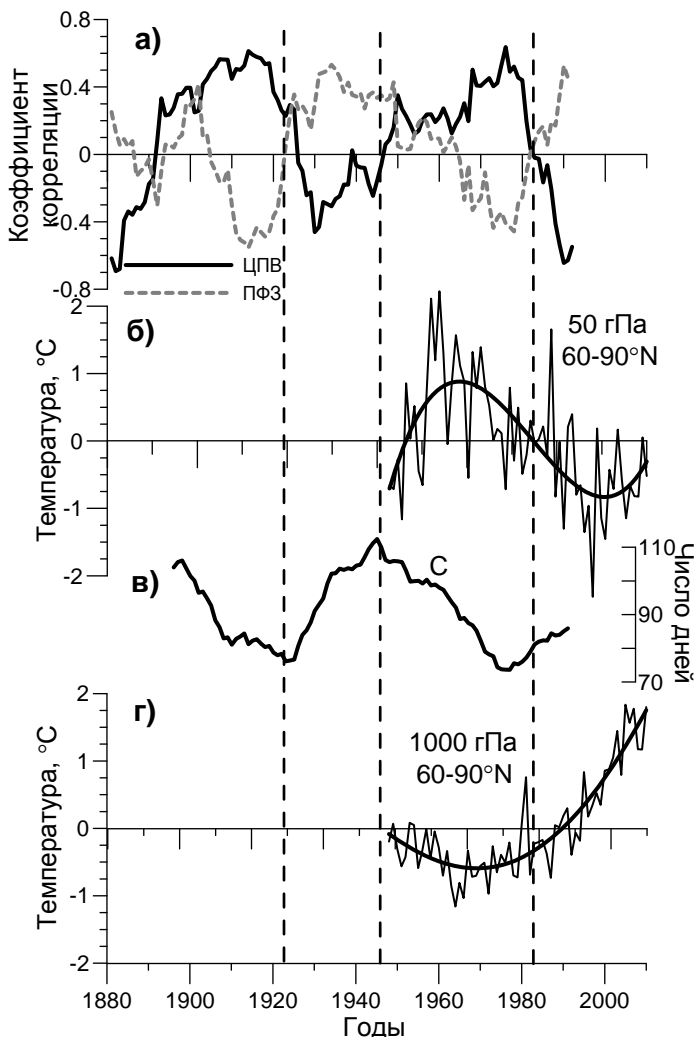 0.8
а)
0.4
0
-0.4
-0.8
Коэффициент
корреляции
ЦПВ
ПФЗ
2
б)
50 гПа
60-90°N
1
0
-1
-2
Температура, °C
в)
C
110
90
70
Число дней
2
г)
1000 гПа
60-90°N
1
0
-1
-2
Температура, °C
1880 1900 1920 1940 1960 1980 2000
Годы